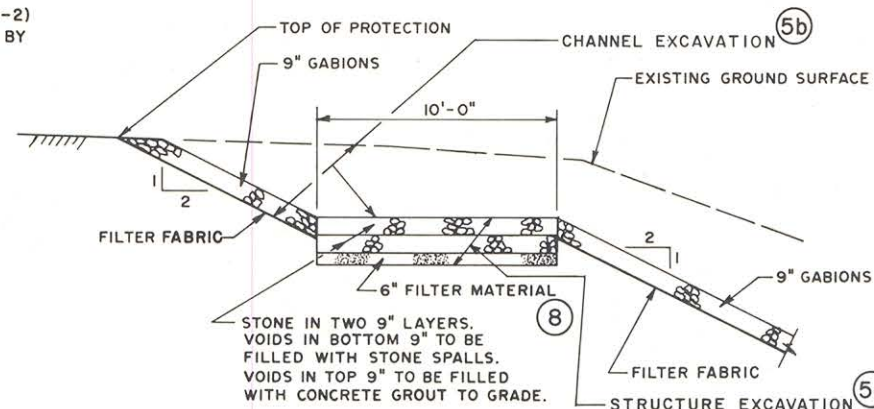 -2)
BY
TOP OF PROTECTION
9" GABIONS
CHANNEL EXCAVATION
5b
EXISTING GROUND SURFACE
10'-0"
1
2
FILTER FABRIC
2
1
9" GABIONS
6" FILTER MATERIAL
8
STONE IN TWO 9" LAYERS.
VOIDS IN BOTTOM 9" TO BE
FILLED WITH STONE SPALLS.
VOIDS IN TOP 9" TO BE FILLED
WITH CONCRETE GROUT TO GRADE.
FILTER FABRIC
STRUCTURE EXCAVATION
5